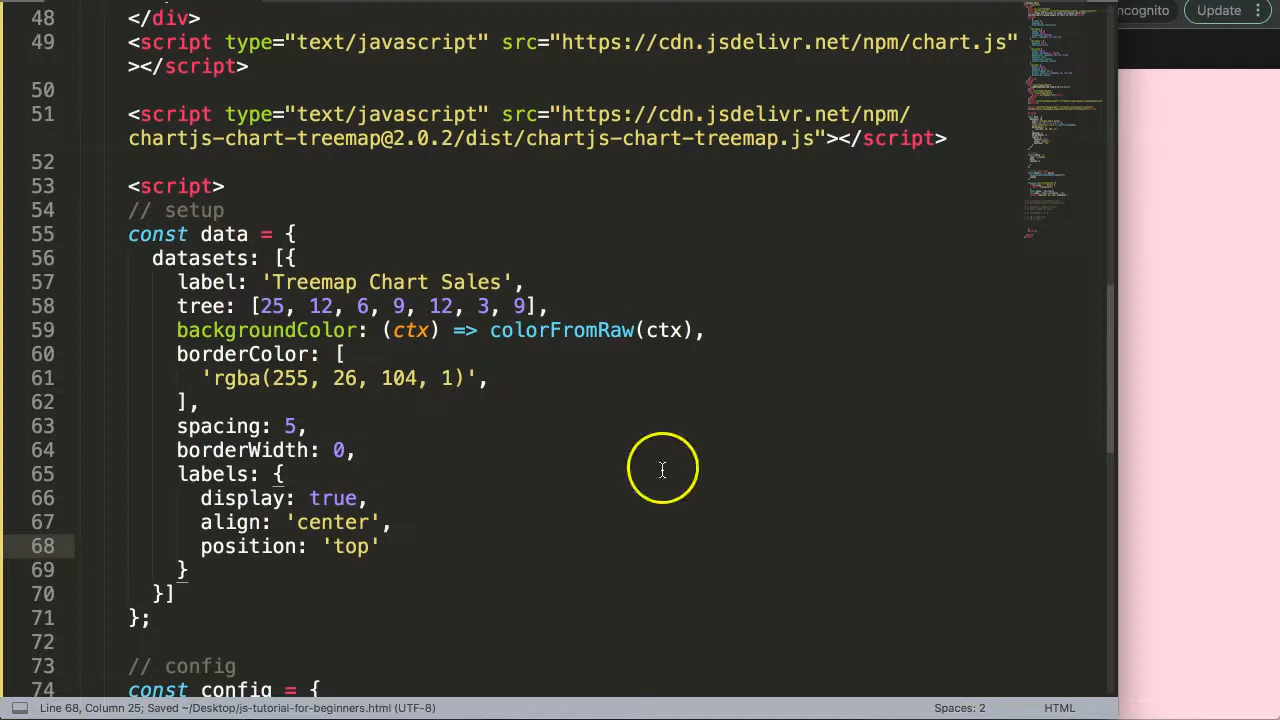 ncognito
Update
48 </div>
49 <script type="text/javascript" src="https://cdn.jsdelivr.net/npm/chart.js"
></script>
50
51 <script type="text/javascript" src="https://cdn.jsdelivr.net/npm/
chartjs-chart-treemap@2.0.2/dist/chartjs-chart-treemap.js"></script>
52
53 <script>
54 // setup
55 const data = {
56 datasets: [{
57 label: 'Treemap Chart Sales',
58 tree: [25, 12, 6, 9, 12, 3, 9],
59 backgroundColor: (ctx) => colorFromRaw(ctx),
60 borderColor: [
61 'rgba(255, 26, 104, 1)',
62 ],
63 spacing: 5,
64 borderWidth: 0,
65 labels: {
66 display: true,
67 align: 'center',
68 position: 'top'
69 }
70 }]
71 };
72
73 // config
74 const config = {
Line 68, Column 25; Saved ~/Desktop/js-tutorial-for-beginners.html (UTF-8)
Spaces: 2
HTML